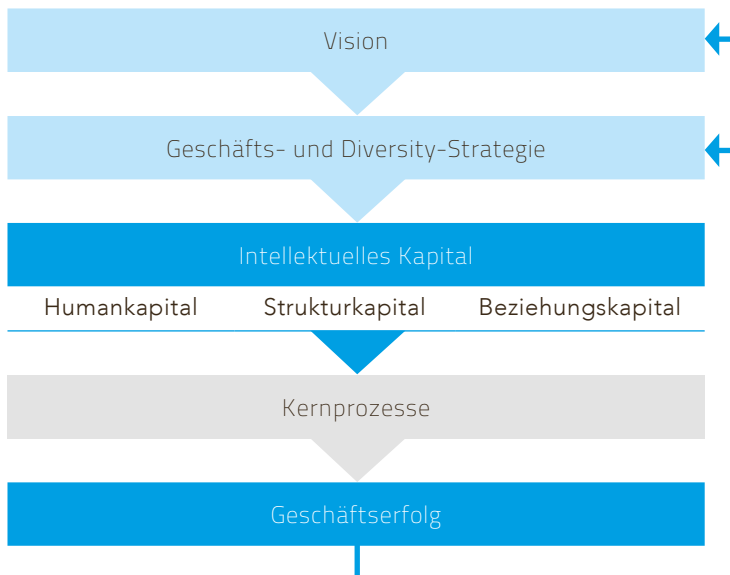 Vision
Geschäfts- und Diversity-Strategie
Intellektuelles Kapital
Humankapital Strukturkapital Beziehungskapital
Kernprozesse
Geschäftserfolg